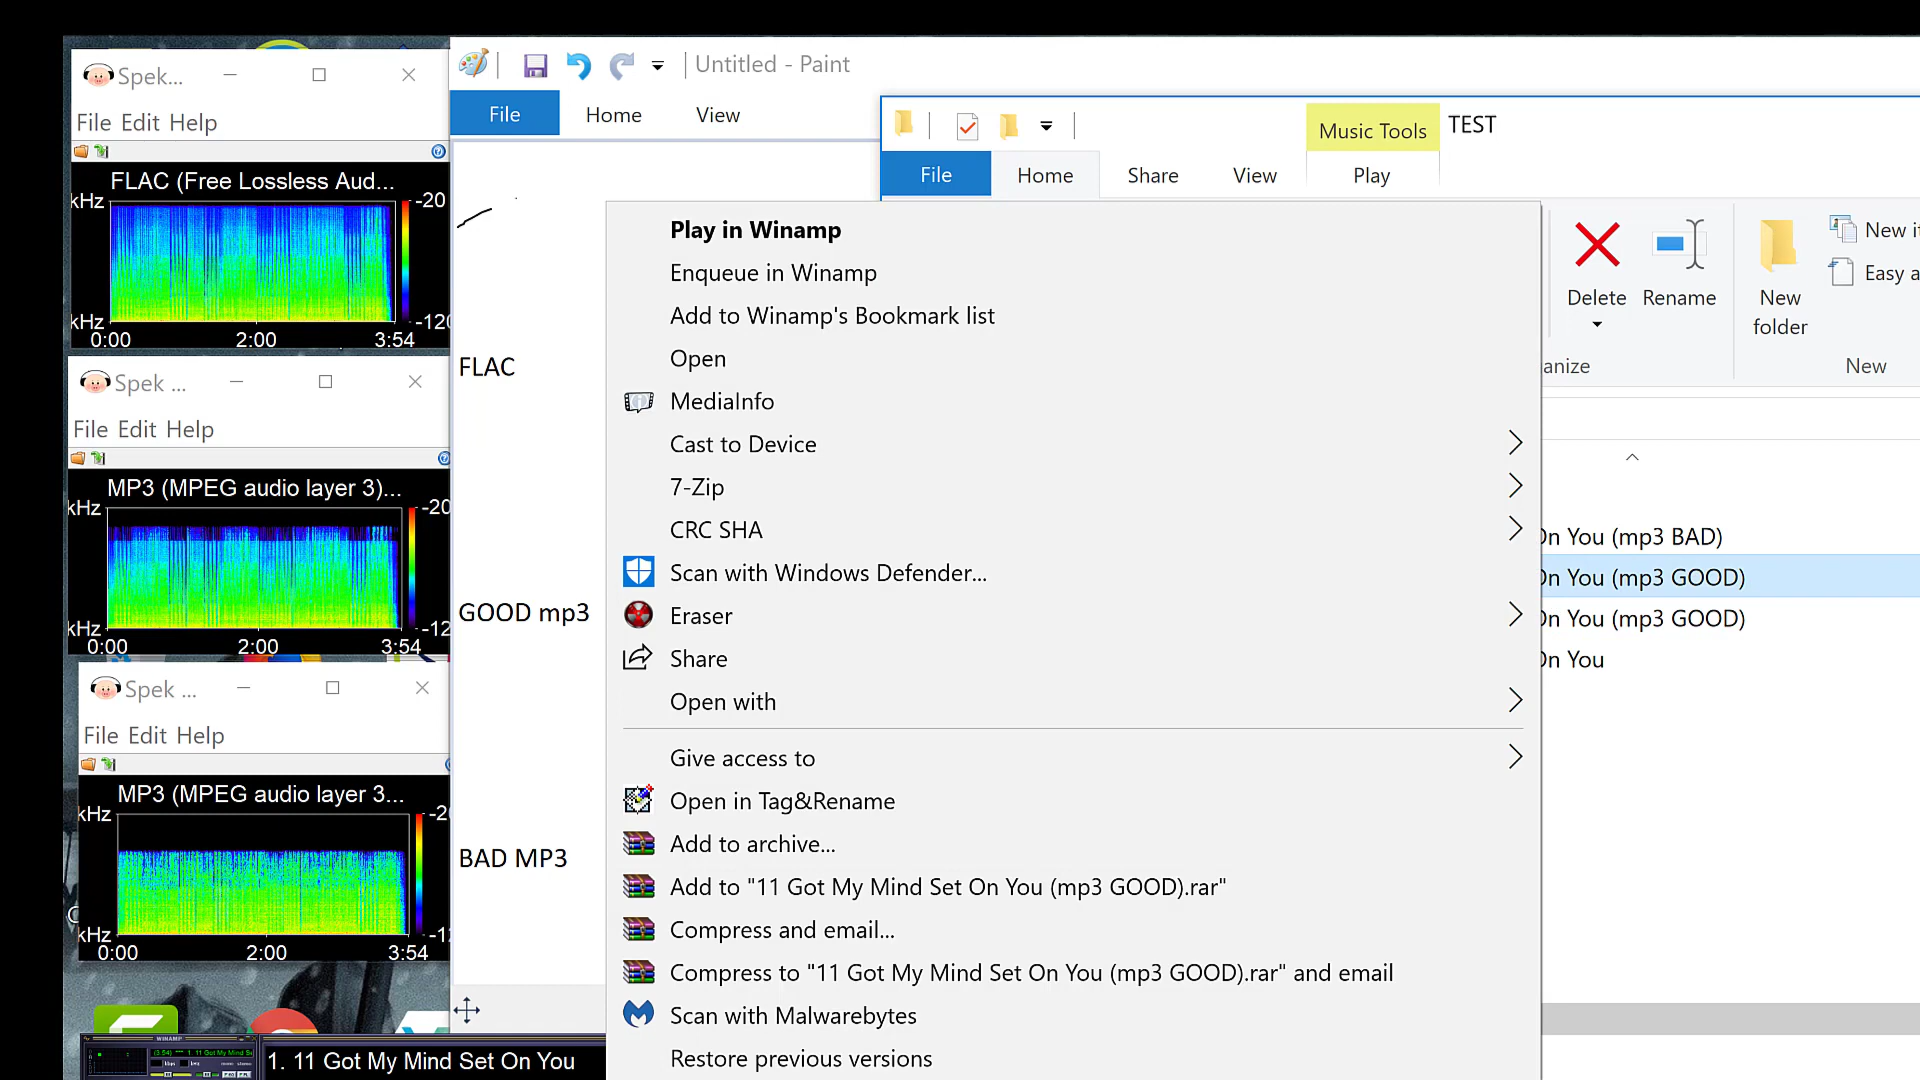 Spek...
File Edit Help
FLAC (Free Lossless Aud...
kHz
-20
kHz
-120
0:00
2:00
3:54
Spek ...
File Edit Help
MP3 (MPEG audio layer 3)...
kHz
-20
kHz
-12
0:00
2:00
3:54
Spek ...
File Edit Help
MP3 (MPEG audio layer 3...
kHz
-20
kHz
-12
0:00
2:00
3:54
WINAMP
1. 11 Got My Mind Set On You
Untitled - Paint
File
Home
View
FLAC
GOOD mp3
BAD MP3
Music Tools
TEST
File
Home
Share
View
Play
Delete
Rename
New
folder
New it
Easy a
anize
New
On You (mp3 BAD)
On You (mp3 GOOD)
On You (mp3 GOOD)
On You
Play in Winamp
Enqueue in Winamp
Add to Winamp's Bookmark list
Open
MediaInfo
Cast to Device
7-Zip
CRC SHA
Scan with Windows Defender...
Eraser
Share
Open with
Give access to
Open in Tag&Rename
Add to archive...
Add to "11 Got My Mind Set On You (mp3 GOOD).rar"
Compress and email...
Compress to "11 Got My Mind Set On You (mp3 GOOD).rar" and email
Scan with Malwarebytes
Restore previous versions